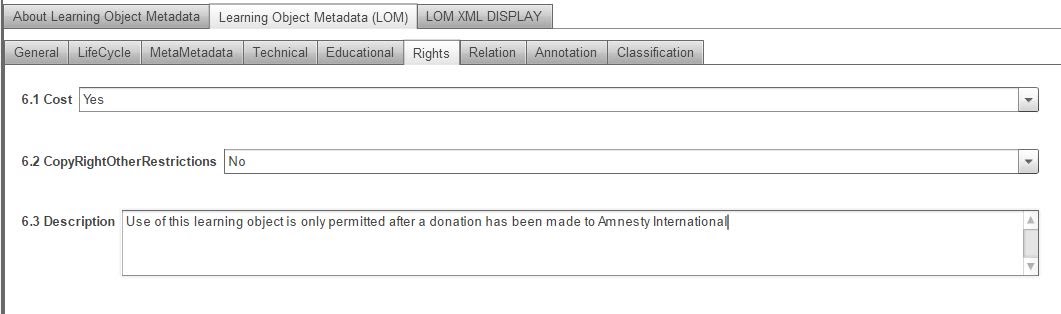 About Learning Object Metadata Learning Object Metadata (LOM) LOM XML DISPLAY
General LifeCycle MetaMetadata Technical Educational Rights Relation Annotation Classification
6.1 Cost Yes
6.2 CopyRightOtherRestrictions No
6.3 Description Use of this learning object is only permitted after a donation has been made to Amnesty International